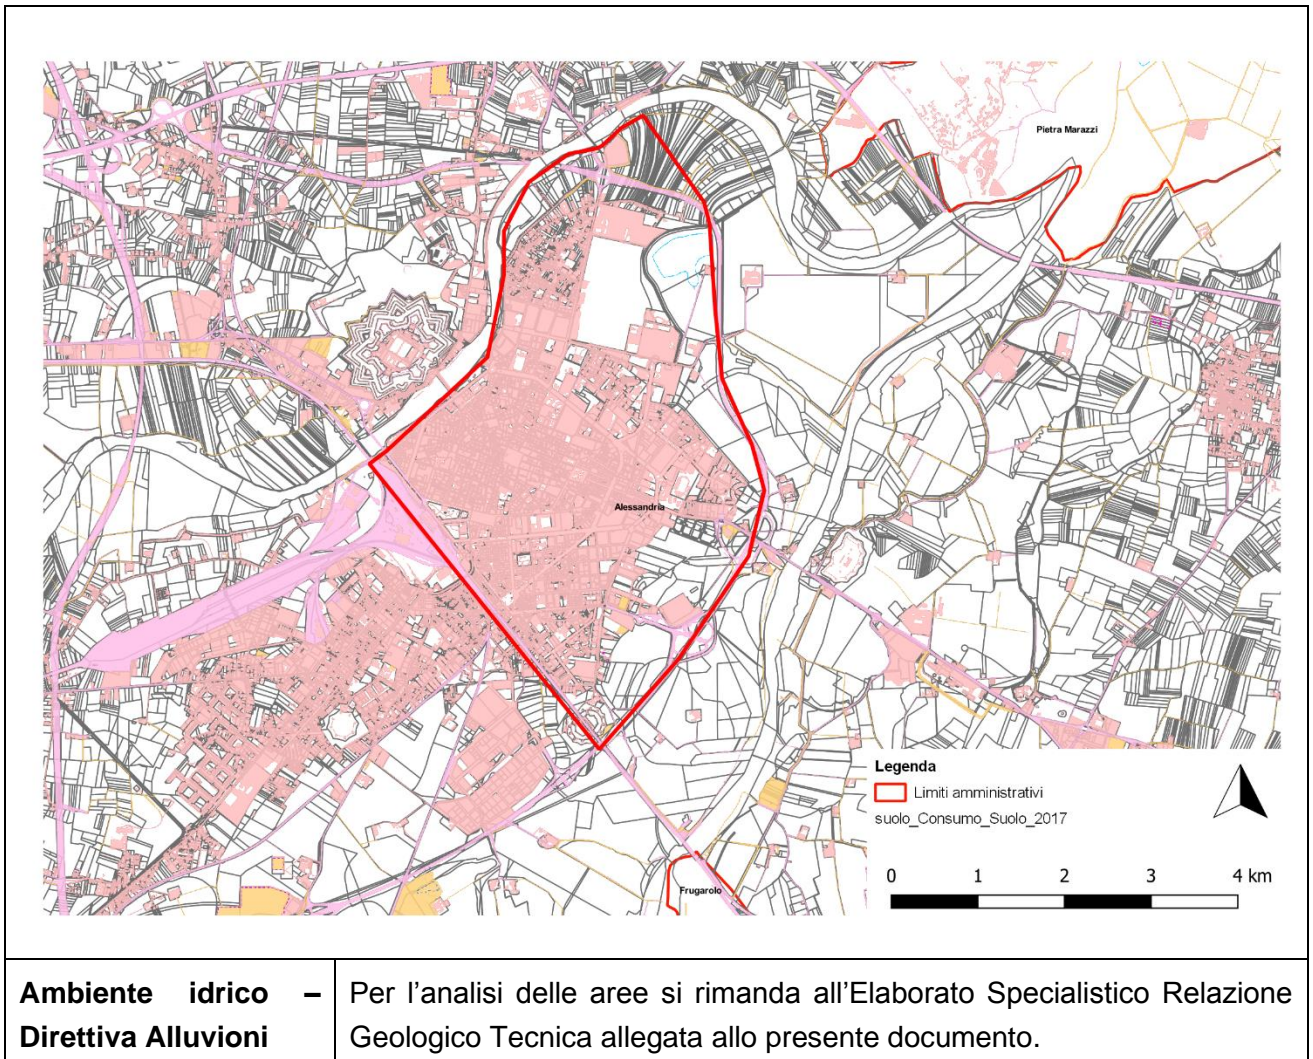 Pietra Marazzi
Alessandria
Frugarolo
Legenda
Limiti amministrativi
suolo_Consumo_Suolo_2017
0 1 2 3 4 km
Ambiente idrico –
Direttiva Alluvioni
Per l'analisi delle aree si rimanda all'Elaborato Specialistico Relazione
Geologico Tecnica allegata allo presente documento.